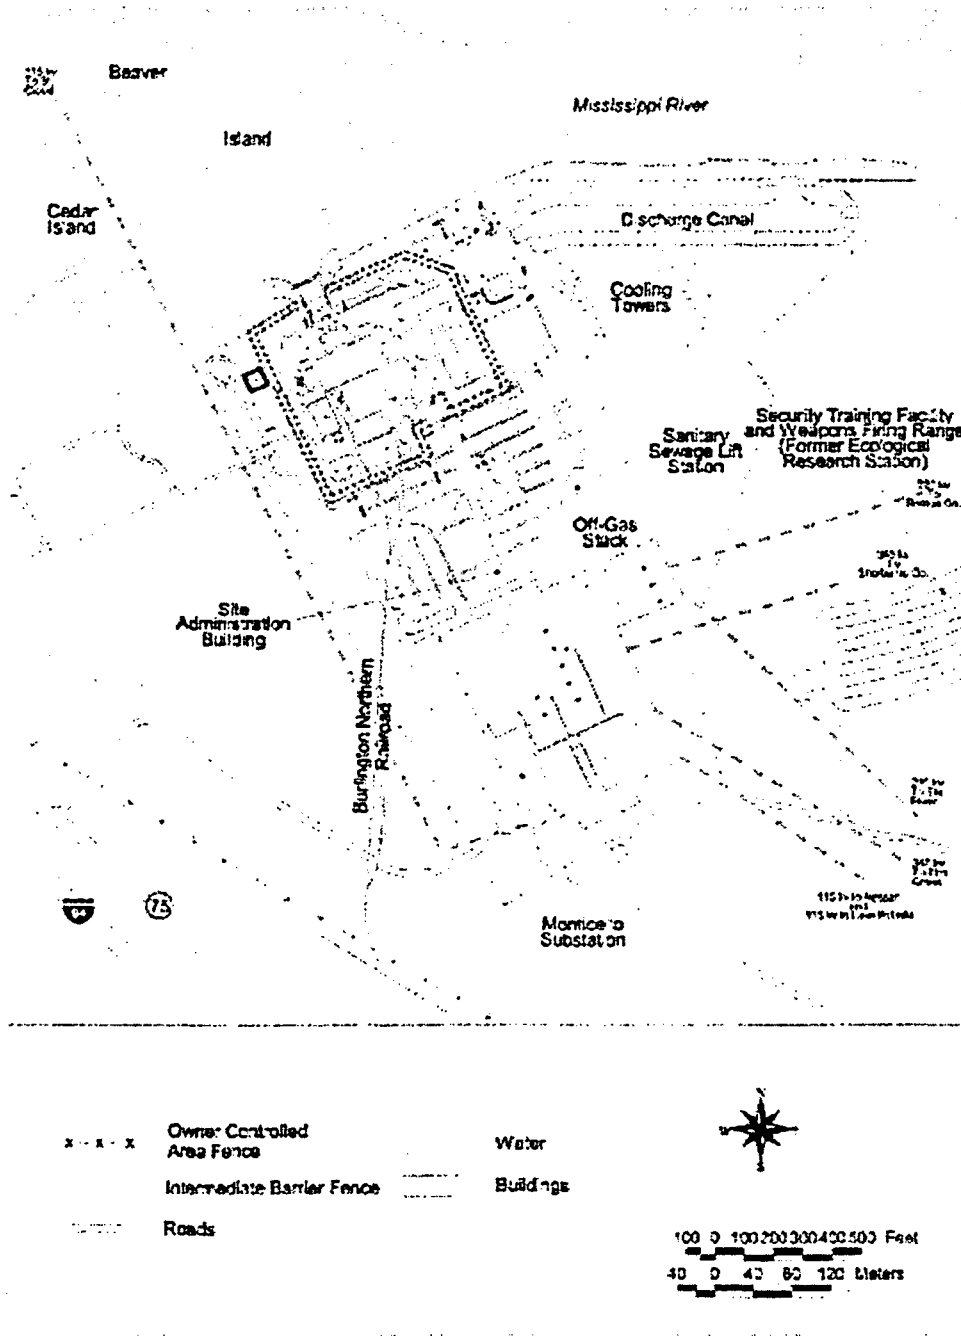 Beaver
Island
Mississippi River
Cedar
Island
Discharge Canal
Cooling
Towers
Security Training Facility
and Weapons Firing Range
(Former Ecological
Research Station)
Sanitary
Sewage Lift
Station
Off-Gas
Stack
Site
Administration
Building
Burlington Northern
Railroad
94
75
Monticello
Substation
Owner Controlled
Area Fence
Intermediate Barrier Fence
Roads
Water
Buildings
100 0 100 200 300 400 500 Feet
40 0 40 80 120 Meters